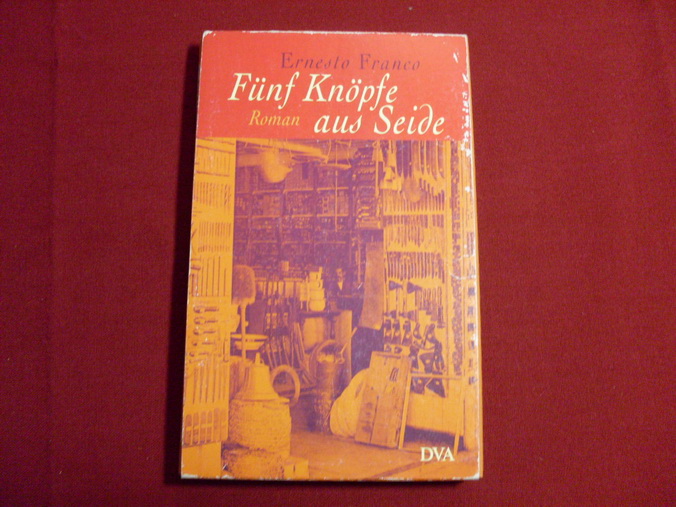 Ernesto Franco
Fünf Knöpfe
Roman aus Seide
DVA